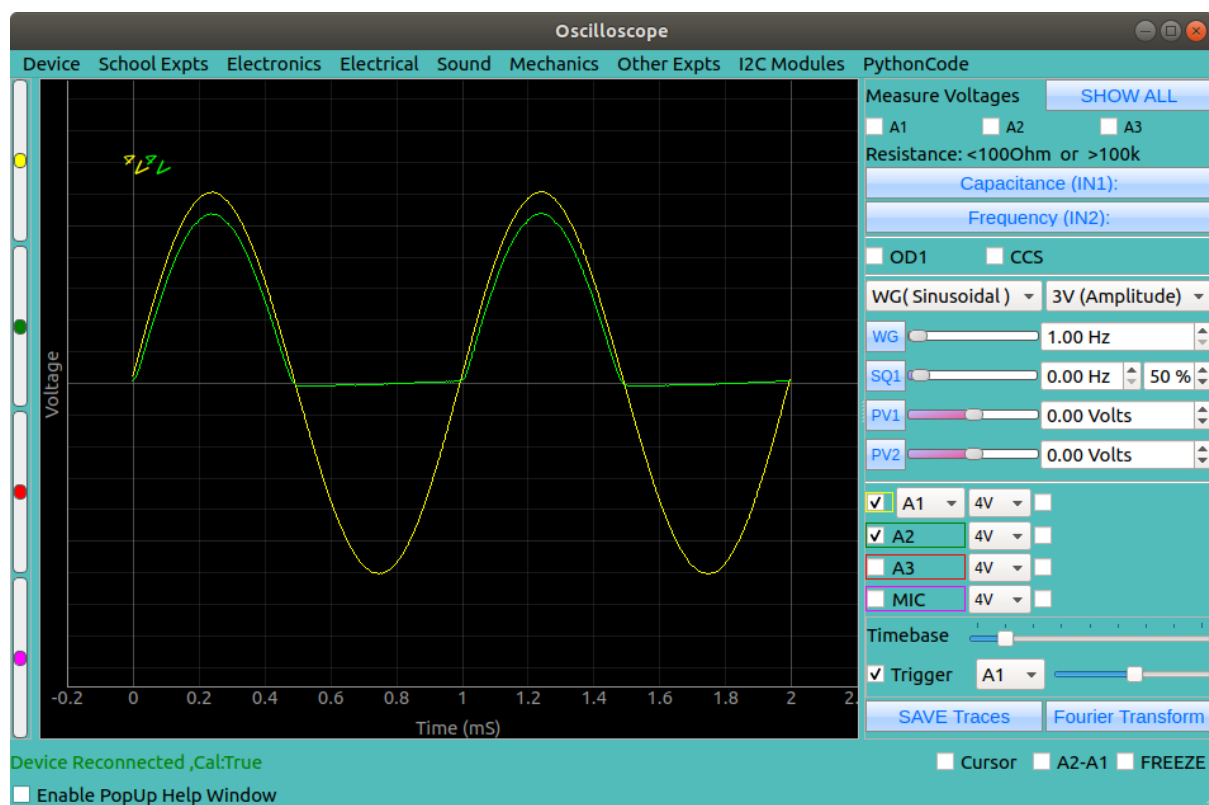 Oscilloscope
Device School Expts Electronics Electrical Sound Mechanics Other Expts I2C Modules PythonCode
Measure Voltages SHOW ALL
A1 A2 A3
Resistance: <100Ohm or >100k
Capacitance (IN1):
Frequency (IN2):
OD1 CCS
WG( Sinusoidal ) 3V (Amplitude)
WG 1.00 Hz
SQ1 0.00 Hz 50 %
PV1 0.00 Volts
PV2 0.00 Volts
A1 4V
A2 4V
A3 4V
MIC 4V
Timebase
Trigger A1
SAVE Traces Fourier Transform
4V 4V
Voltage
-0.2 0 0.2 0.4 0.6 0.8 1 1.2 1.4 1.6 1.8 2 2.
Time (mS)
Device Reconnected ,Cal:True
Cursor A2-A1 FREEZE
Enable PopUp Help Window